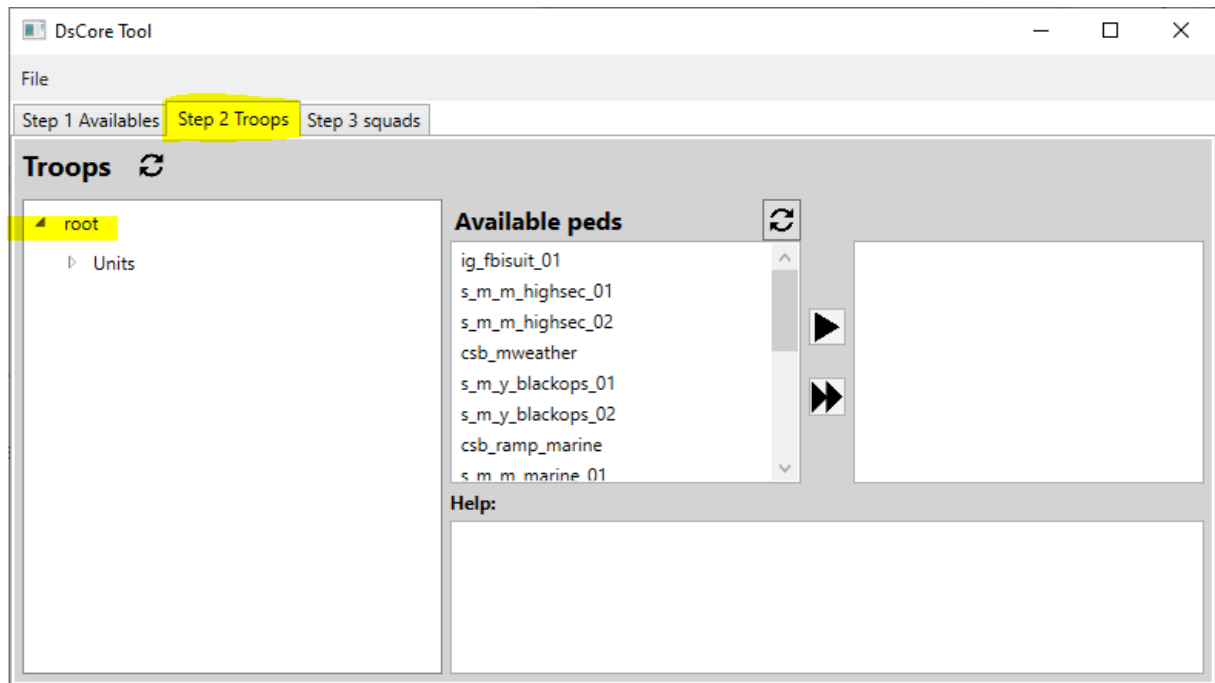 DsCore Tool
File
Step 1 Availables Step 2 Troops Step 3 squads
Troops
root
Units
Available peds
ig_fbisuit_01
s_m_m_highsec_01
s_m_m_highsec_02
csb_mweather
s_m_y_blackops_01
s_m_y_blackops_02
csb_ramp_marine
s_m_m_marine_01
Help: